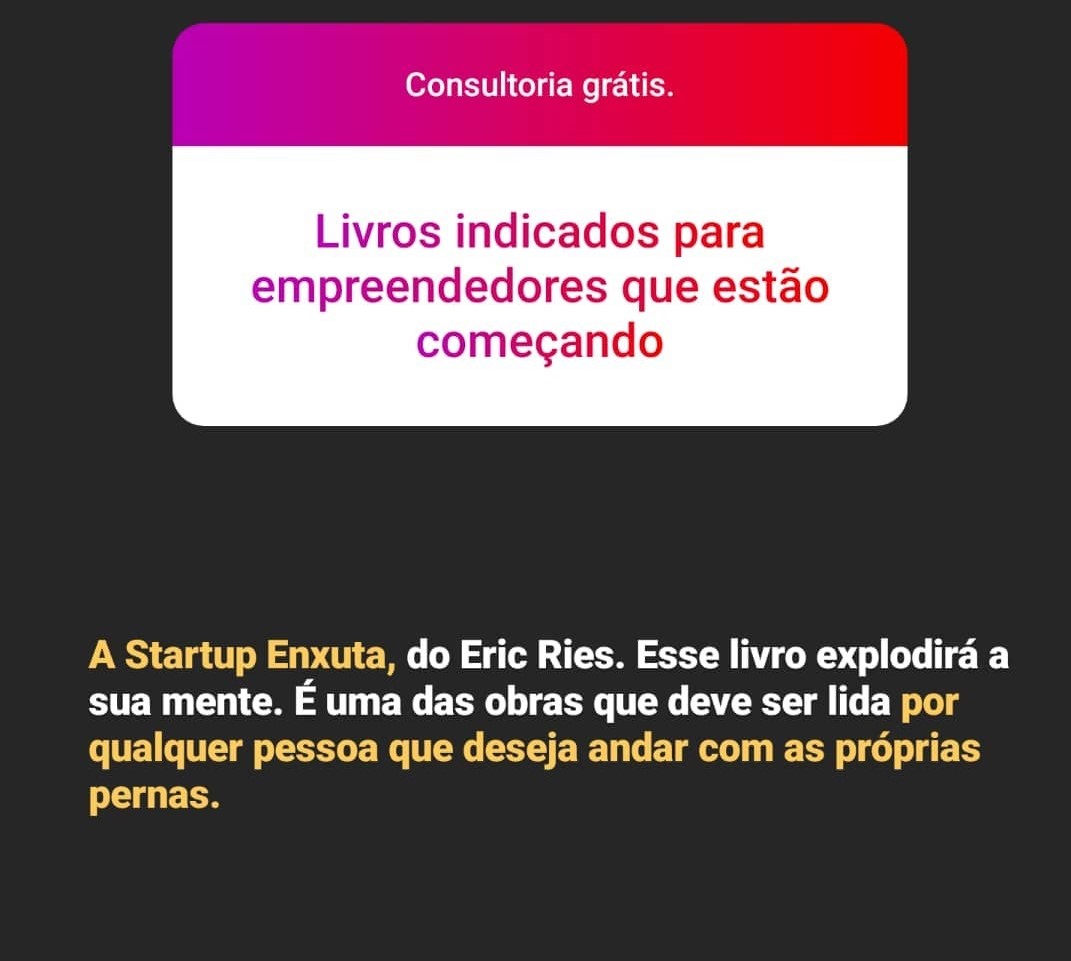 Consultoria grátis.
Livros indicados para
empreendedores que estão
começando
A Startup Enxuta, do Eric Ries. Esse livro explodirá a
sua mente. É uma das obras que deve ser lida por
qualquer pessoa que deseja andar com as próprias
pernas.